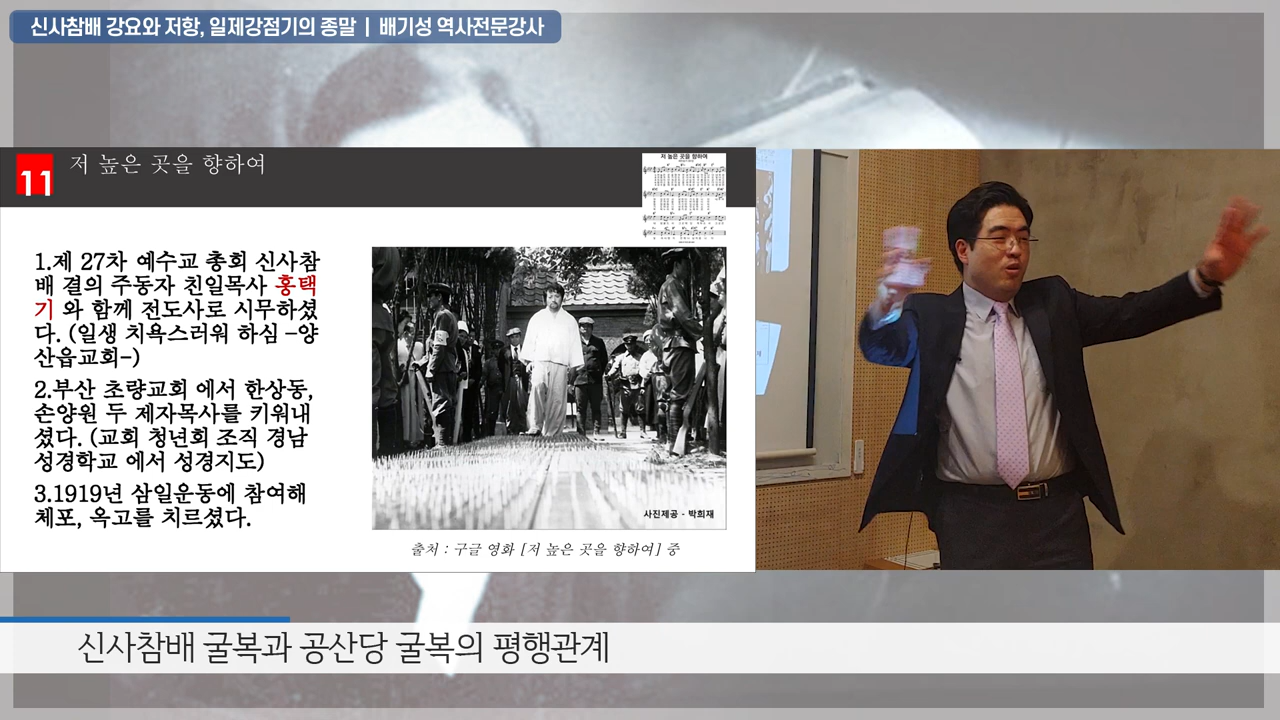 신사참배 강요와 저항, 일제강점기의 종말 | 배기성 역사전문강사
11
저 높은 곳을 향하여
저 높은 곳을 향하여
1.제 27차 예수교 총회 신사참
배 결의 주동자 친일목사 홍택
기 와 함께 전도사로 시무하셨
다. (일생 치욕스러워 하심 –양
산읍교회–)
2.부산 초량교회 에서 한상동,
손양원 두 제자목사를 키워내
셨다. (교회 청년회 조직 경남
성경학교 에서 성경지도)
3.1919년 삼일운동에 참여해
체포, 옥고를 치르셨다.
사진제공 - 박희재
출처 : 구글 영화 [저 높은 곳을 향하여] 중
신사참배 굴복과 공산당 굴복의 평행관계